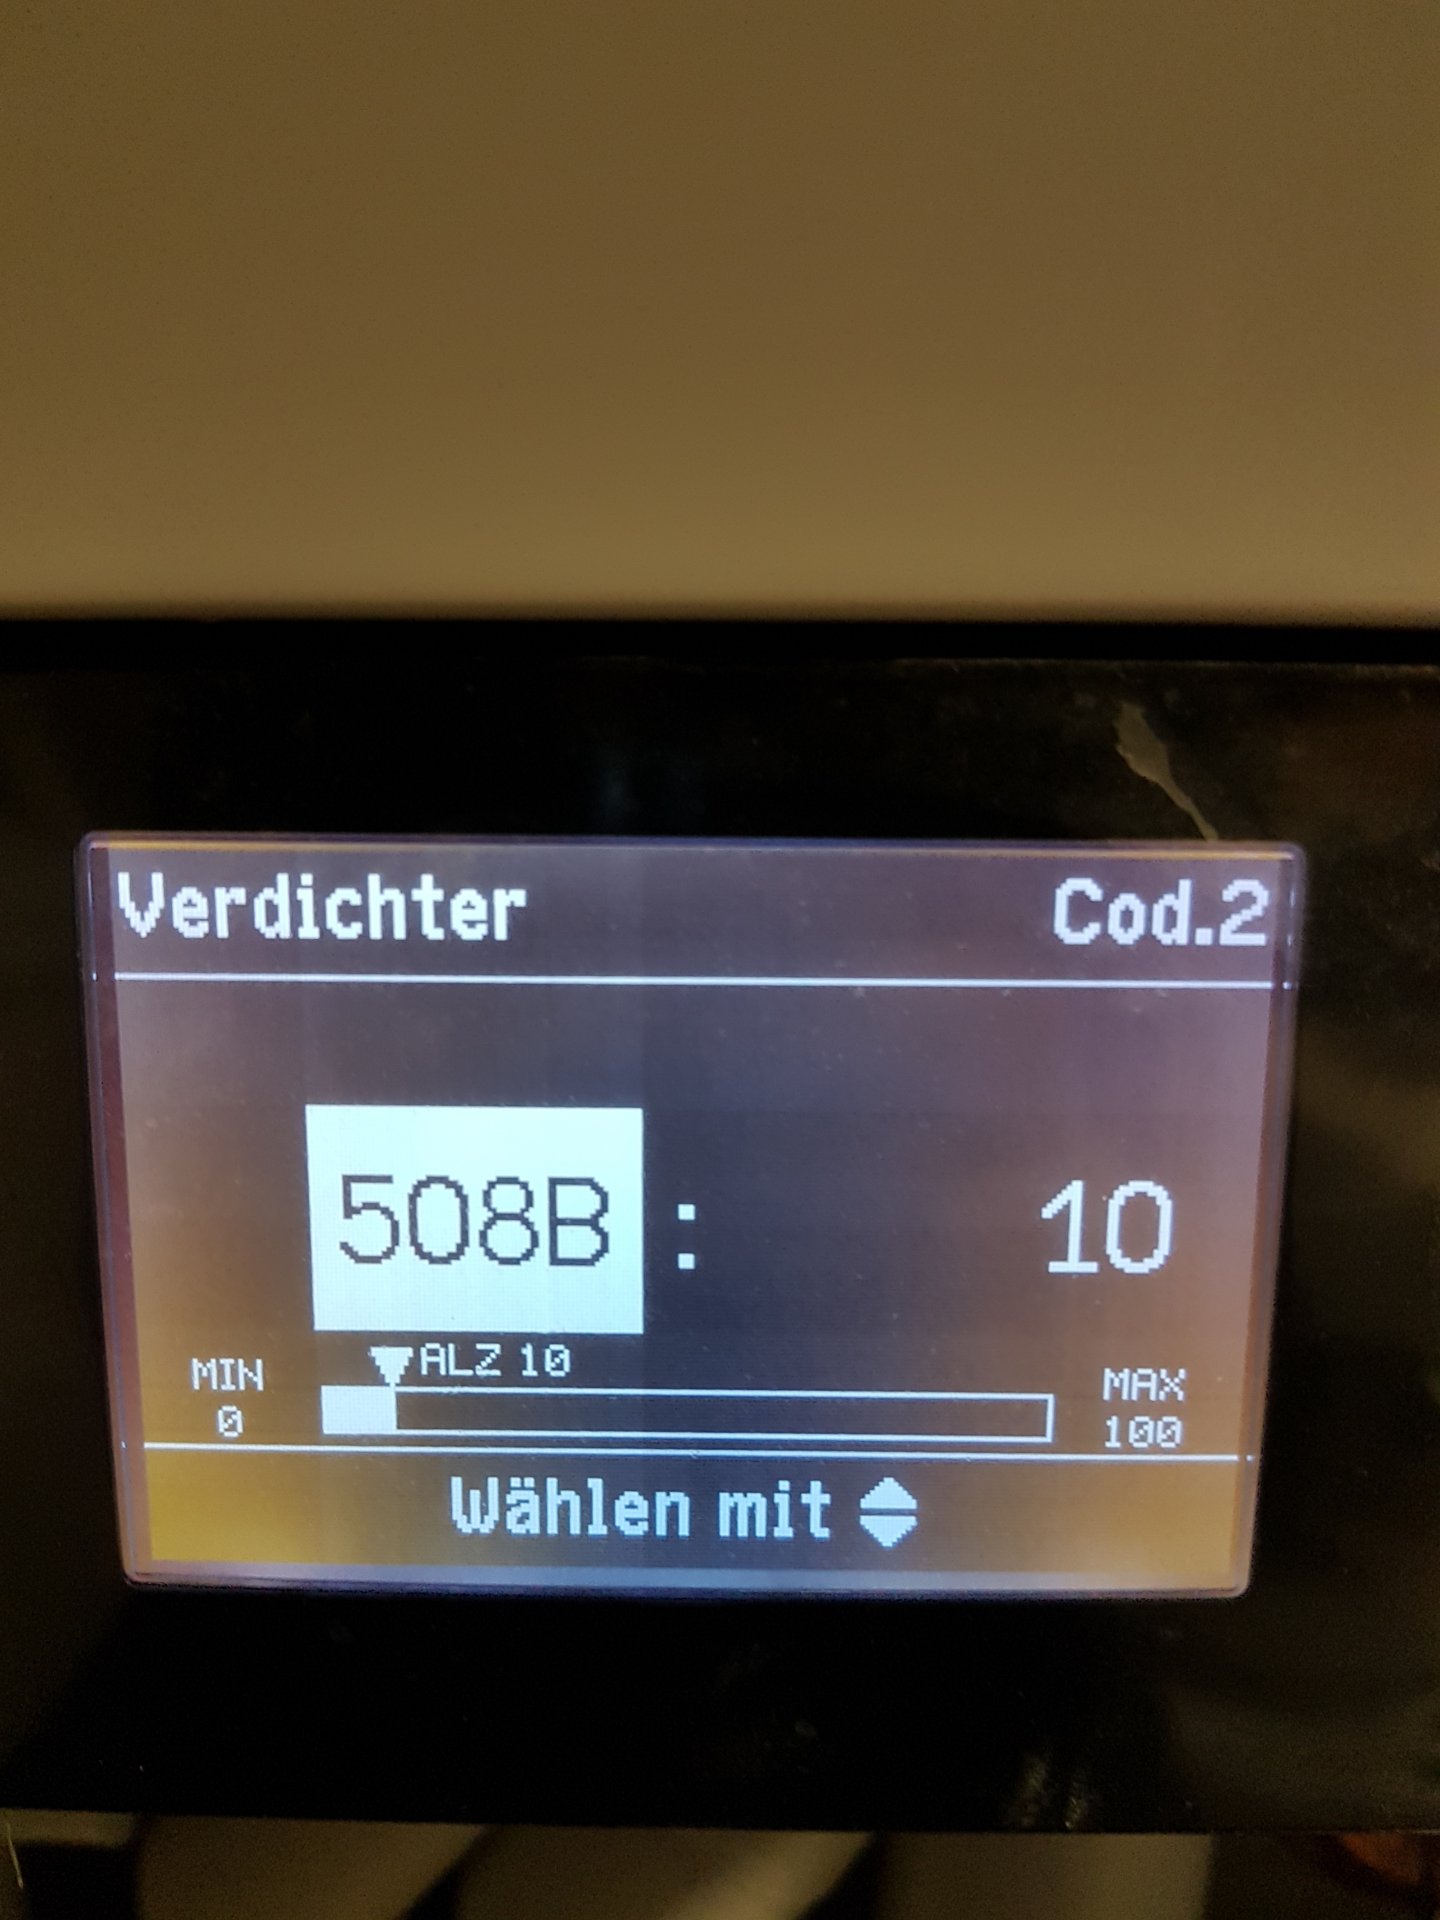 Verdichter Cod.2
508B : 10
ALZ 10
MIN MAX
0 100
Wählen mit